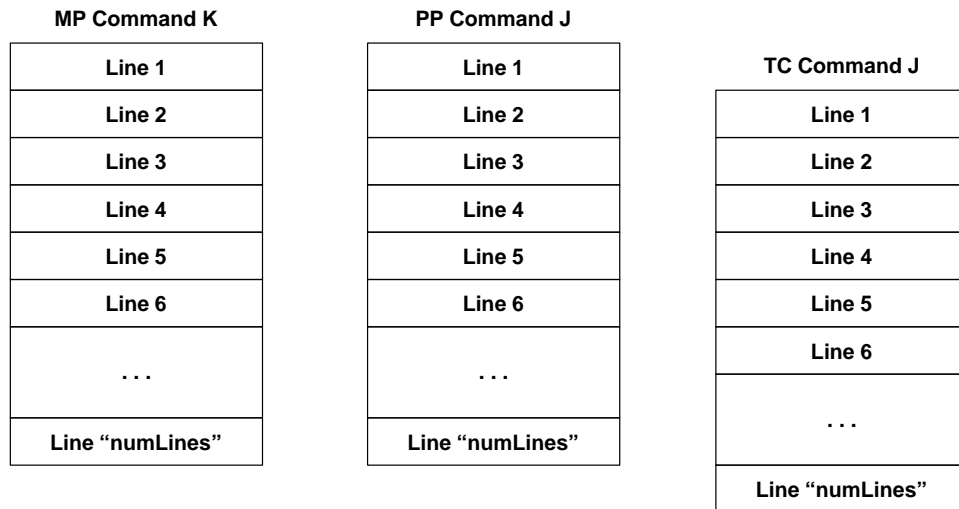 MP Command K
Line 1
Line 2
Line 3
Line 4
Line 5
Line 6
. . .
Line “numLines”
PP Command J
Line 1
Line 2
Line 3
Line 4
Line 5
Line 6
. . .
Line “numLines”
TC Command J
Line 1
Line 2
Line 3
Line 4
Line 5
Line 6
. . .
Line “numLines”